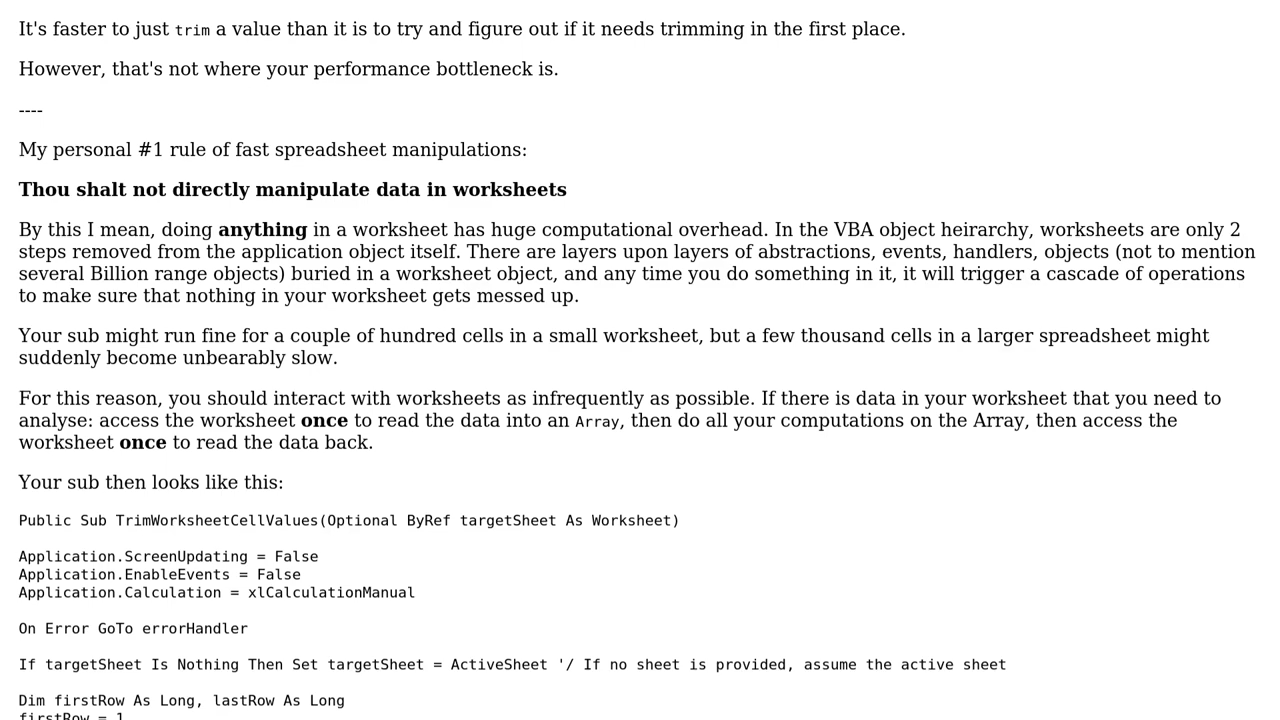 It's faster to just trim a value than it is to try and figure out if it needs trimming in the first place.
However, that's not where your performance bottleneck is.
----
My personal #1 rule of fast spreadsheet manipulations:
Thou shalt not directly manipulate data in worksheets
By this I mean, doing anything in a worksheet has huge computational overhead. In the VBA object heirarchy, worksheets are only 2
steps removed from the application object itself. There are layers upon layers of abstractions, events, handlers, objects (not to mention
several Billion range objects) buried in a worksheet object, and any time you do something in it, it will trigger a cascade of operations
to make sure that nothing in your worksheet gets messed up.
Your sub might run fine for a couple of hundred cells in a small worksheet, but a few thousand cells in a larger spreadsheet might
suddenly become unbearably slow.
For this reason, you should interact with worksheets as infrequently as possible. If there is data in your worksheet that you need to
analyse: access the worksheet once to read the data into an Array, then do all your computations on the Array, then access the
worksheet once to read the data back.
Your sub then looks like this:
Public Sub TrimWorksheetCellValues(Optional ByRef targetSheet As Worksheet)
Application.ScreenUpdating = False
Application.EnableEvents = False
Application.Calculation = xlCalculationManual
On Error GoTo errorHandler
If targetSheet Is Nothing Then Set targetSheet = ActiveSheet '/ If no sheet is provided, assume the active sheet
Dim firstRow As Long, lastRow As Long
firstRow = 1